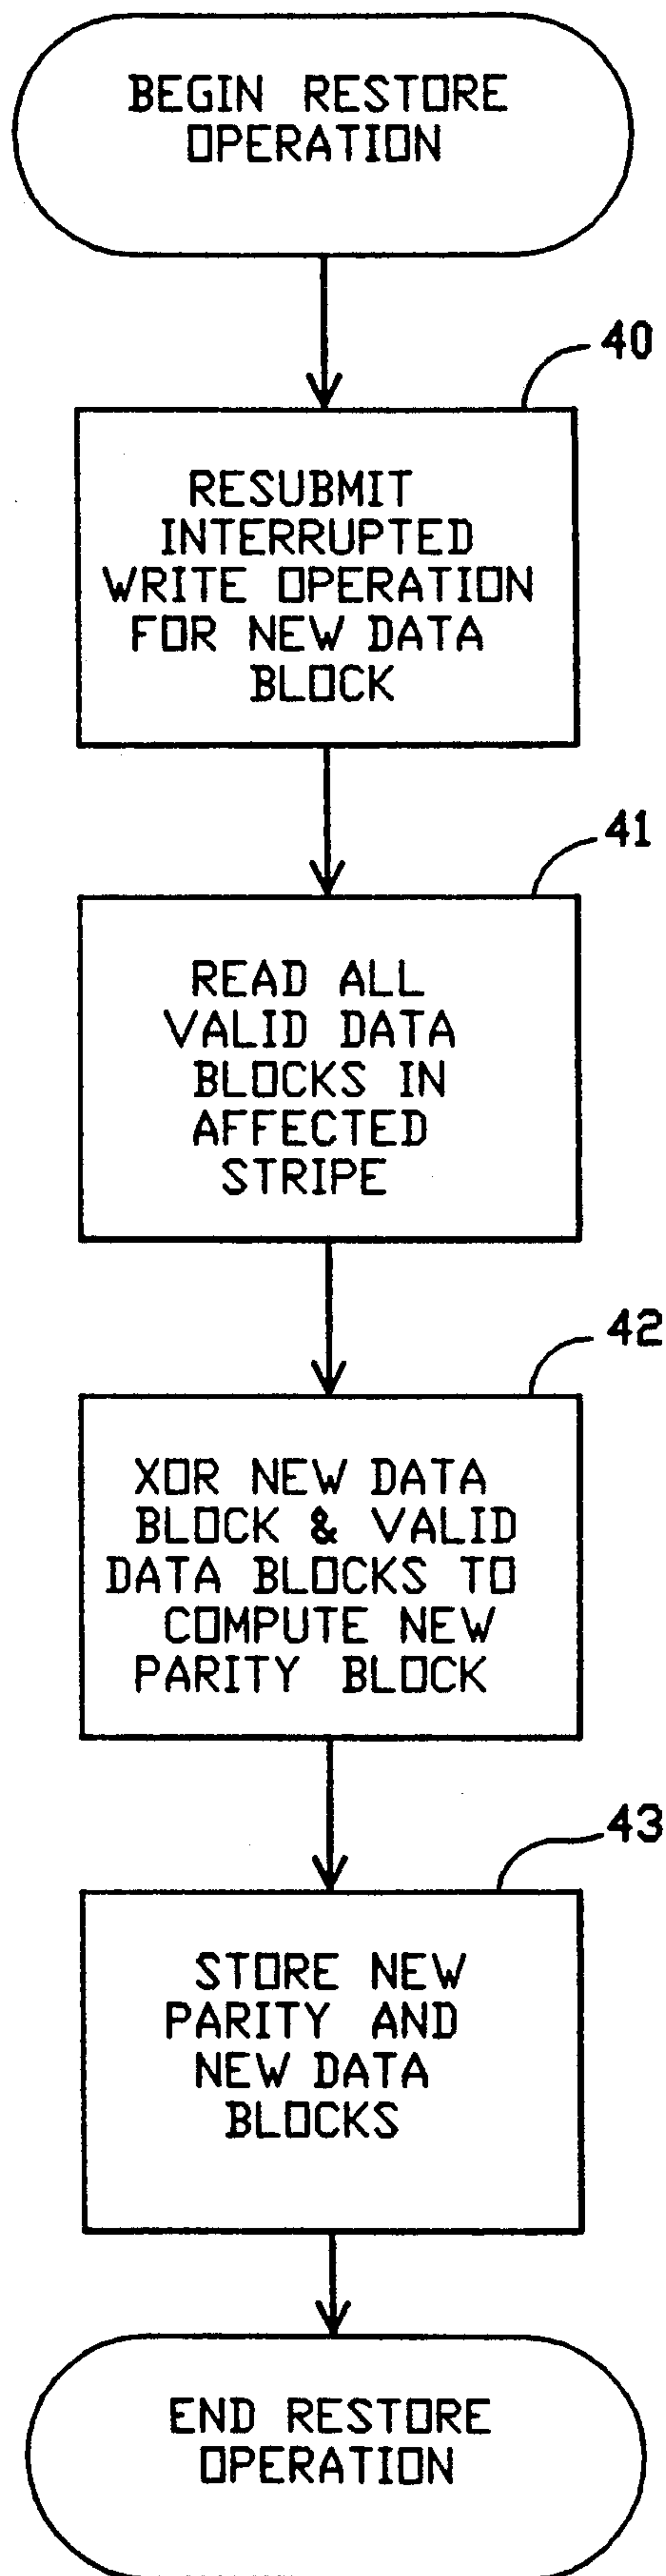 BEGIN RESTORE
OPERATION
40
RESUBMIT
INTERRUPTED
WRITE OPERATION
FOR NEW DATA
BLOCK
41
READ ALL
VALID DATA
BLOCKS IN
AFFECTED
STRIPE
42
XOR NEW DATA
BLOCK & VALID
DATA BLOCKS TO
COMPUTE NEW
PARITY BLOCK
43
STORE NEW
PARITY AND
NEW DATA
BLOCKS
END RESTORE
OPERATION